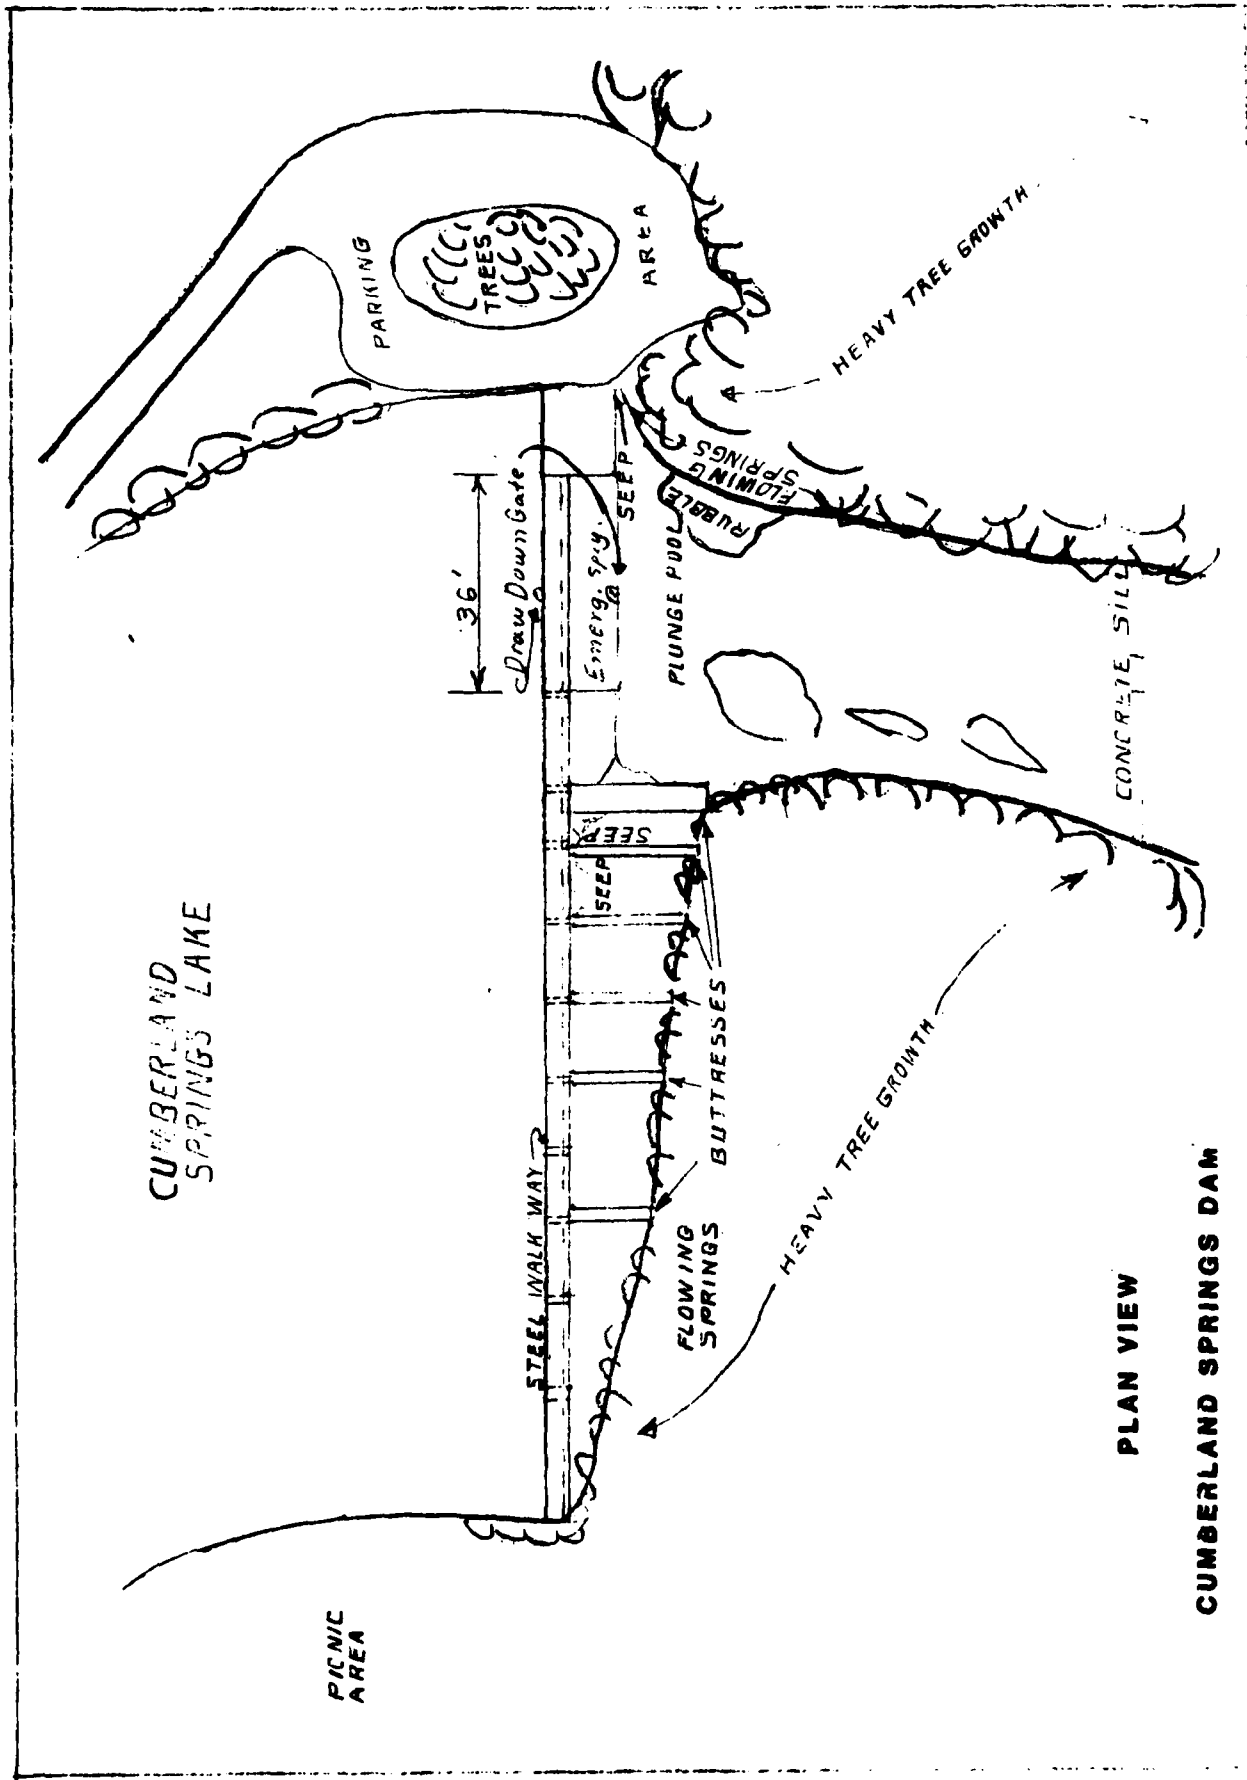 CUMBERLAND
SPRINGS LAKE
PICNIC
AREA
STEEL WALK WAY
36'
Draw Down Gate
Emerg. Spwy.
SEEP
SEEP
SEEP
PARKING
TREES
AREA
PLUNGE POOL
RUBBLE
FLOWING
SPRINGS
HEAVY TREE GROWTH
FLOWING
SPRINGS
BUTTRESSES
HEAVY TREE GROWTH
CONCRETE SILL
PLAN VIEW
CUMBERLAND SPRINGS DAM